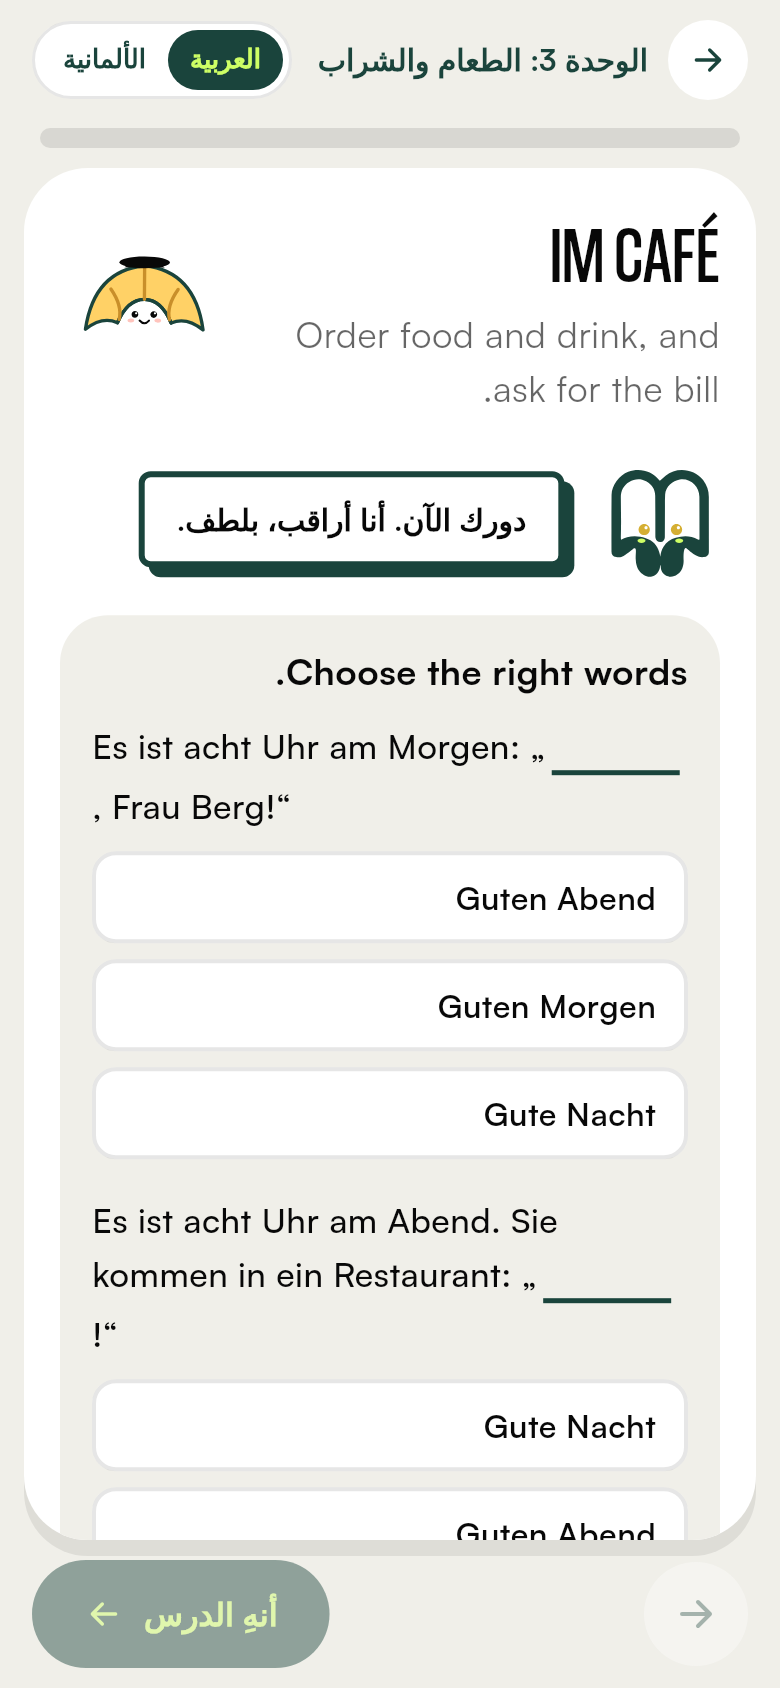 الوحدة 3: الطعام والشراب
العربية
الألمانية
IM CAFÉ
Order food and drink, and
ask for the bill.
دورك الآن. أنا أراقب، بلطف.
Choose the right words.
Es ist acht Uhr am Morgen: „
, Frau Berg!“
Guten Abend
Guten Morgen
Gute Nacht
Es ist acht Uhr am Abend. Sie
kommen in ein Restaurant: „
!“
Gute Nacht
Guten Abend
أنهِ الدرس